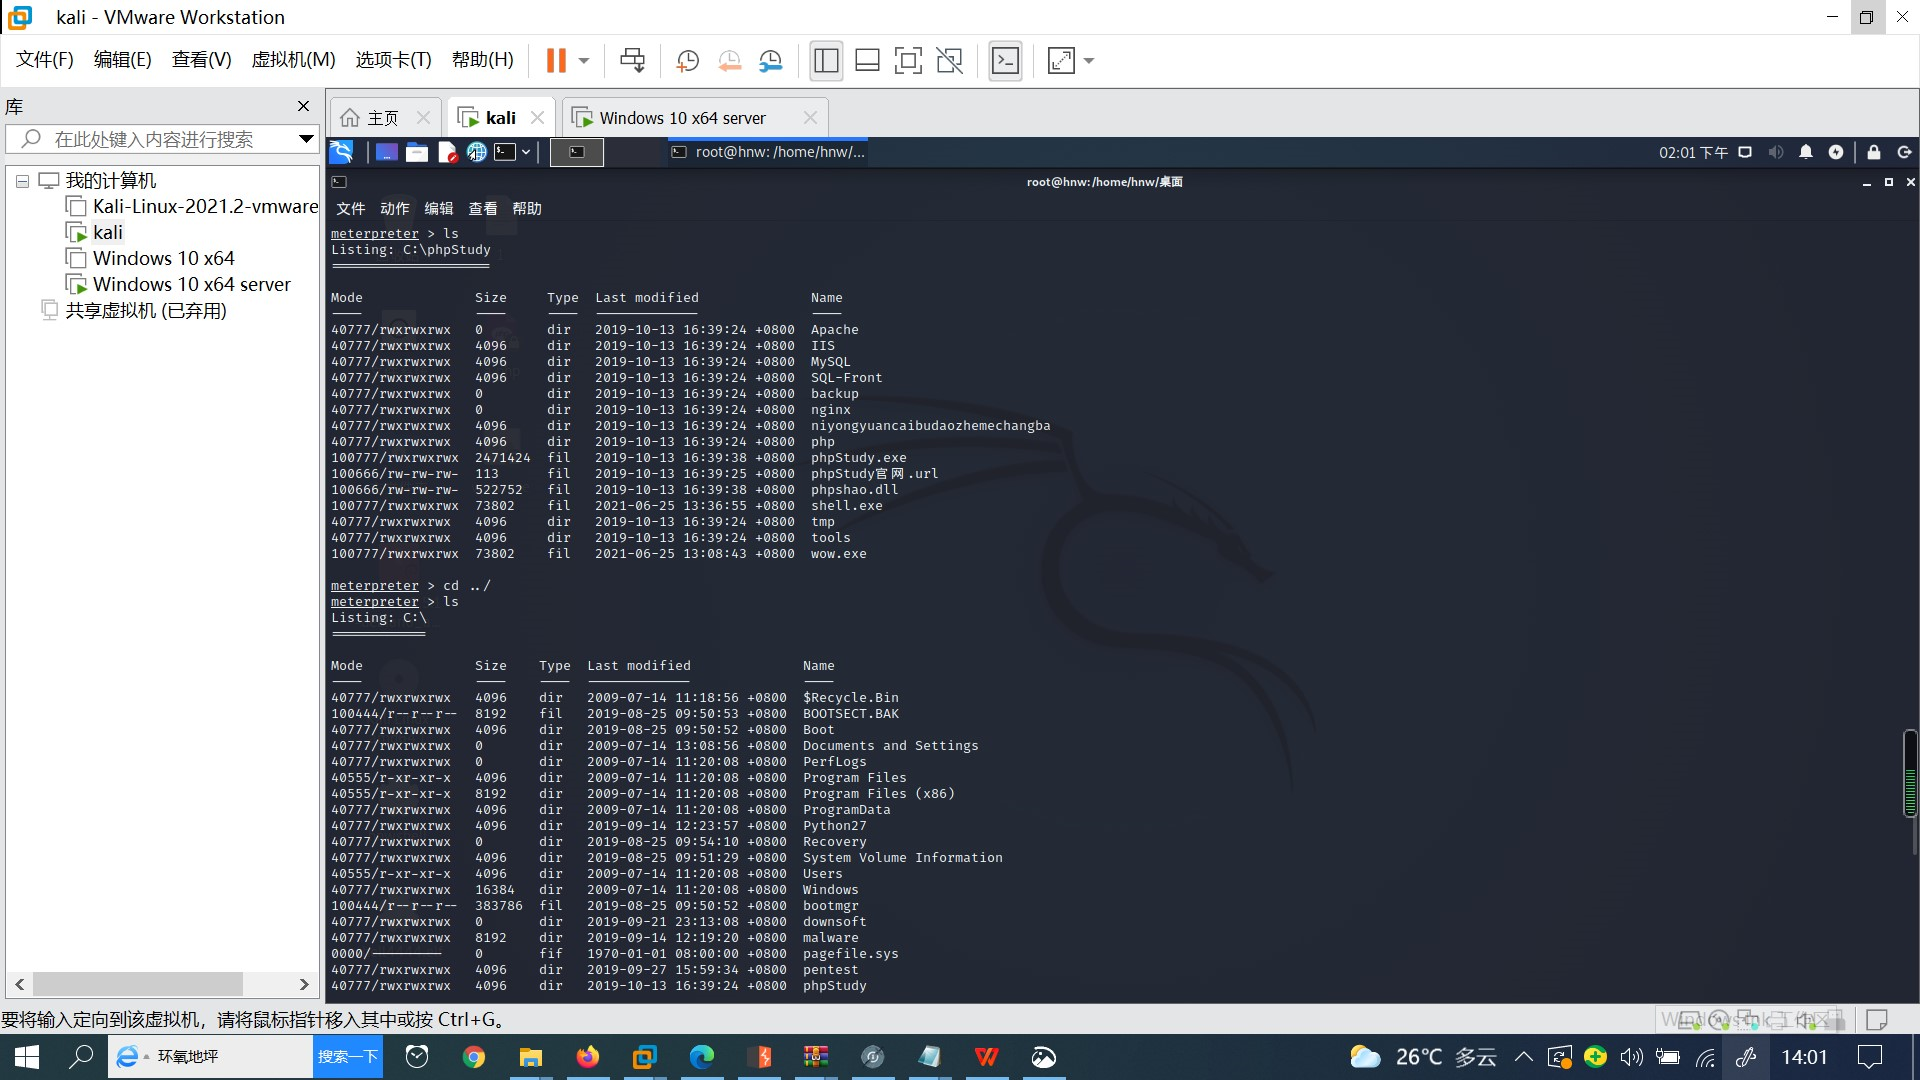 kali - VMware Workstation
文件(F) 编辑(E) 查看(V) 虚拟机(M) 选项卡(T) 帮助(H)
库
在此处键入内容进行搜索
我的计算机
Kali-Linux-2021.2-vmware
kali
Windows 10 x64
Windows 10 x64 server
共享虚拟机 (已弃用)
主页 kali Windows 10 x64 server
root@hnw: /home/hnw/... 02:01 下午
root@hnw: /home/hnw/桌面
文件 动作 编辑 查看 帮助
meterpreter > ls
Listing: C:\phpStudy
====================
Mode Size Type Last modified Name
---- ---- ---- ------------- ----
40777/rwxrwxrwx 0 dir 2019-10-13 16:39:24 +0800 Apache
40777/rwxrwxrwx 4096 dir 2019-10-13 16:39:24 +0800 IIS
40777/rwxrwxrwx 4096 dir 2019-10-13 16:39:24 +0800 MySQL
40777/rwxrwxrwx 4096 dir 2019-10-13 16:39:24 +0800 SQL-Front
40777/rwxrwxrwx 0 dir 2019-10-13 16:39:24 +0800 backup
40777/rwxrwxrwx 0 dir 2019-10-13 16:39:24 +0800 nginx
40777/rwxrwxrwx 4096 dir 2019-10-13 16:39:24 +0800 niyongyuancaibudaozhemechangba
40777/rwxrwxrwx 4096 dir 2019-10-13 16:39:24 +0800 php
100777/rwxrwxrwx 2471424 fil 2019-10-13 16:39:38 +0800 phpStudy.exe
100666/rw-rw-rw- 113 fil 2019-10-13 16:39:25 +0800 phpStudy官网.url
100666/rw-rw-rw- 522752 fil 2019-10-13 16:39:38 +0800 phpshao.dll
100777/rwxrwxrwx 73802 fil 2021-06-25 13:36:55 +0800 shell.exe
40777/rwxrwxrwx 4096 dir 2019-10-13 16:39:24 +0800 tmp
40777/rwxrwxrwx 4096 dir 2019-10-13 16:39:24 +0800 tools
100777/rwxrwxrwx 73802 fil 2021-06-25 13:08:43 +0800 wow.exe
meterpreter > cd ../
meterpreter > ls
Listing: C:\
============
Mode Size Type Last modified Name
---- ---- ---- ------------- ----
40777/rwxrwxrwx 4096 dir 2009-07-14 11:18:56 +0800 $Recycle.Bin
100444/r--r--r-- 8192 fil 2019-08-25 09:50:53 +0800 BOOTSECT.BAK
40777/rwxrwxrwx 4096 dir 2019-08-25 09:50:52 +0800 Boot
40777/rwxrwxrwx 0 dir 2009-07-14 13:08:56 +0800 Documents and Settings
40777/rwxrwxrwx 0 dir 2009-07-14 11:20:08 +0800 PerfLogs
40555/r-xr-xr-x 4096 dir 2009-07-14 11:20:08 +0800 Program Files
40555/r-xr-xr-x 8192 dir 2009-07-14 11:20:08 +0800 Program Files (x86)
40777/rwxrwxrwx 4096 dir 2009-07-14 11:20:08 +0800 ProgramData
40777/rwxrwxrwx 4096 dir 2019-09-14 12:23:57 +0800 Python27
40777/rwxrwxrwx 0 dir 2019-08-25 09:54:10 +0800 Recovery
40777/rwxrwxrwx 4096 dir 2019-08-25 09:51:29 +0800 System Volume Information
40555/r-xr-xr-x 4096 dir 2009-07-14 11:20:08 +0800 Users
40777/rwxrwxrwx 16384 dir 2009-07-14 11:20:08 +0800 Windows
100444/r--r--r-- 383786 fil 2019-08-25 09:50:52 +0800 bootmgr
40777/rwxrwxrwx 0 dir 2019-09-21 23:13:08 +0800 downsoft
40777/rwxrwxrwx 8192 dir 2019-09-14 12:19:20 +0800 malware
0000/--------- 0 fif 1970-01-01 08:00:00 +0800 pagefile.sys
40777/rwxrwxrwx 4096 dir 2019-09-27 15:59:34 +0800 pentest
40777/rwxrwxrwx 4096 dir 2019-10-13 16:39:24 +0800 phpStudy
要将输入定向到该虚拟机，请将鼠标指针移入其中或按 Ctrl+G。
环氧地坪 搜索一下 26°C 多云 14:01